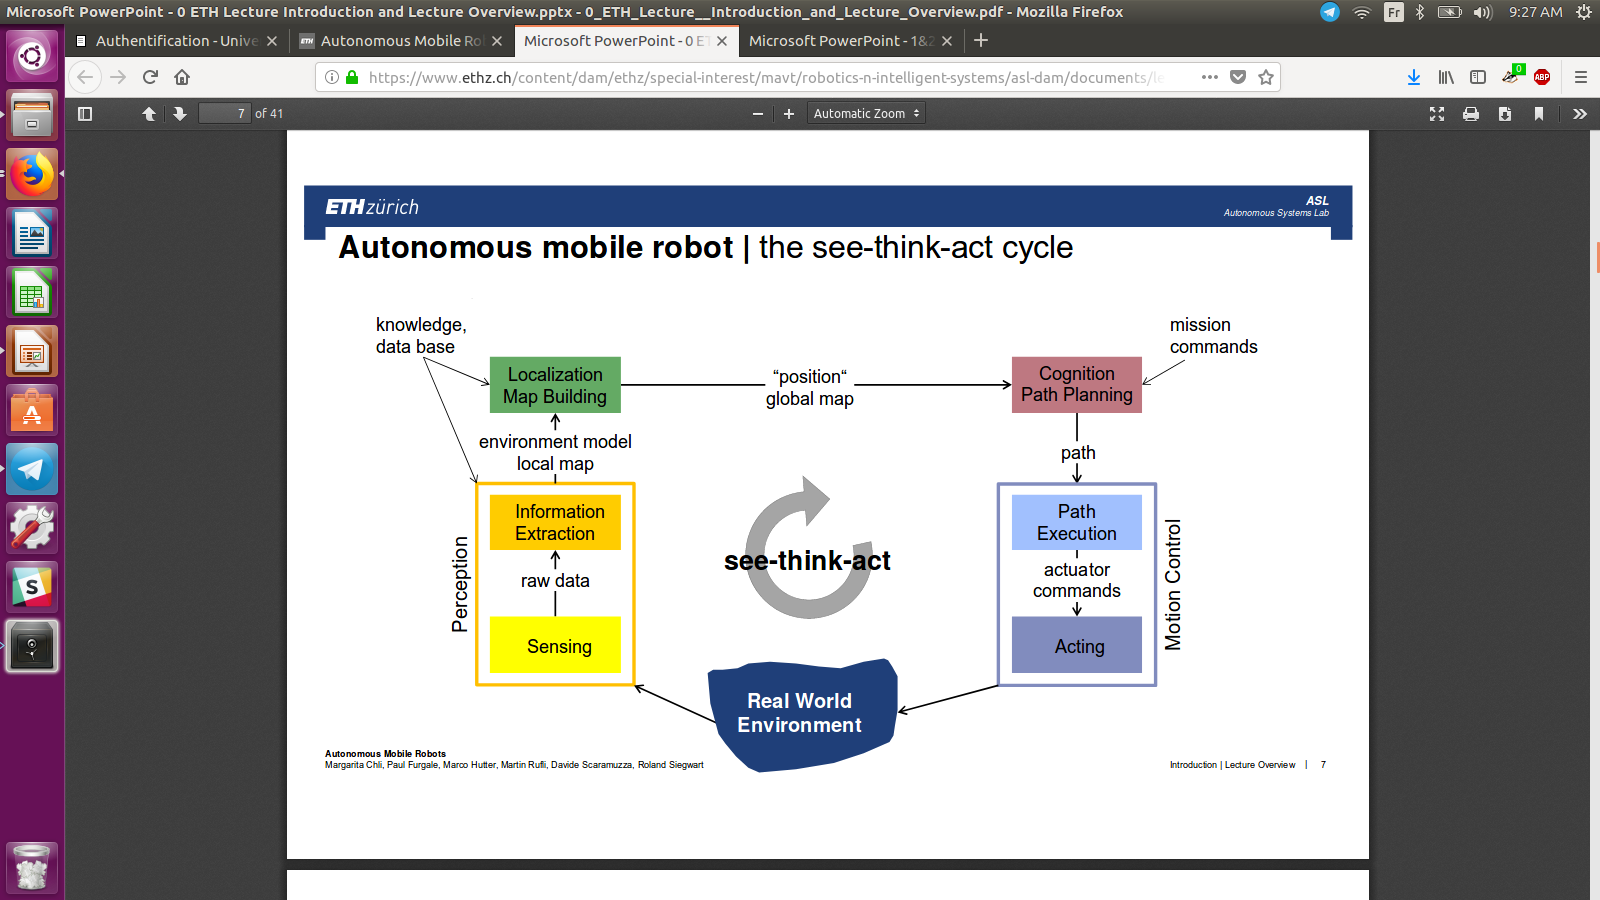 Microsoft PowerPoint - 0 ETH Lecture Introduction and Lecture Overview.pptx - 0_ETH_Lecture__Introduction_and_Lecture_Overview.pdf - Mozilla Firefox
Fr
9:27 AM
Authentification - Unive
ETH Autonomous Mobile Ro
Microsoft PowerPoint - 0 ET
Microsoft PowerPoint - 1&2
https://www.ethz.ch/content/dam/ethz/special-interest/mavt/robotics-n-intelligent-systems/asl-dam/documents/le
0
ABP
7 of 41
Automatic Zoom
ETH zürich
ASL
Autonomous Systems Lab
Autonomous mobile robot | the see-think-act cycle
knowledge,
data base
mission
commands
Localization
Map Building
“position“
global map
Cognition
Path Planning
environment model
local map
path
Perception
Information
Extraction
raw data
Sensing
see-think-act
Path
Execution
actuator
commands
Acting
Motion Control
Real World
Environment
Autonomous Mobile Robots
Margarita Chli, Paul Furgale, Marco Hutter, Martin Rufli, Davide Scaramuzza, Roland Siegwart
Introduction | Lecture Overview | 7